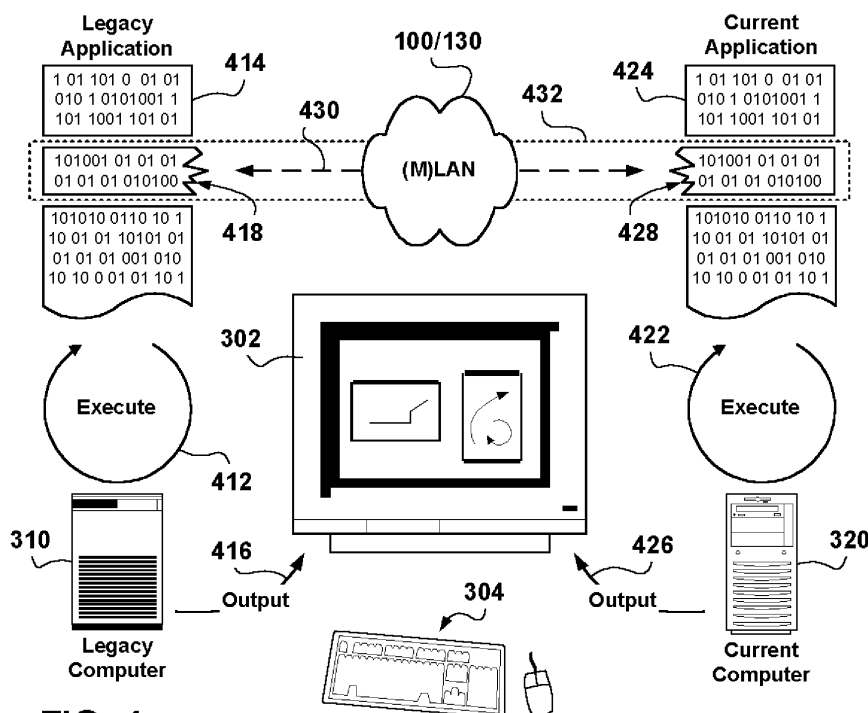 Legacy
Application
414
1 01 101 0 01 01
010 1 0101001 1
101 1001 101 01
430
101001 01 01 01
01 01 01 010100
418
101010 0110 10 1
10 01 01 10101 01
01 01 01 001 010
10 10 0 01 01 10 1
100/130
(M)LAN
Current
Application
424
1 01 101 0 01 01
010 1 0101001 1
101 1001 101 01
432
101001 01 01 01
01 01 01 010100
428
101010 0110 10 1
10 01 01 10101 01
01 01 01 001 010
10 10 0 01 01 10 1
302
Execute
412
422
Execute
310
416
Output
Legacy
Computer
304
426
Output
320
Current
Computer